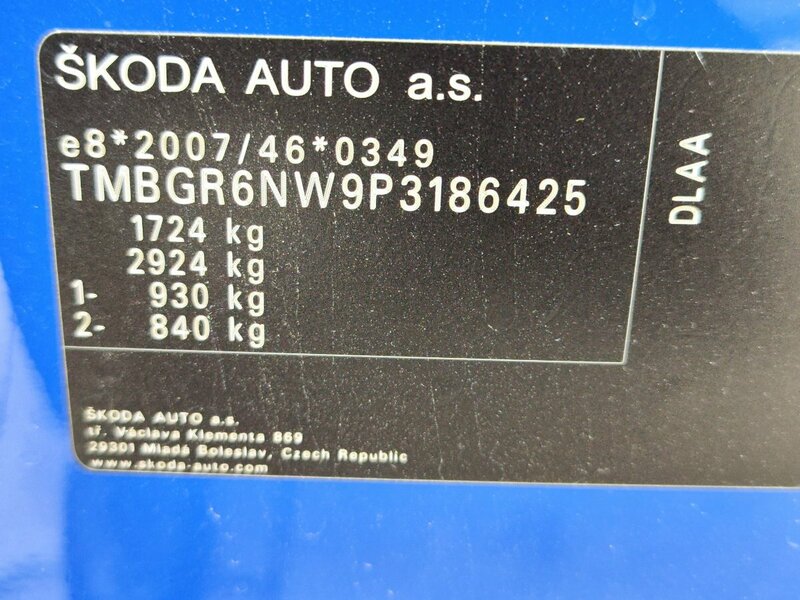 ŠKODA AUTO a.s.
e8*2007/46*0349
TMBGR6NW9P3186425
1724 kg
2924 kg
1- 930 kg
2- 840 kg
DLAA
ŠKODA AUTO a.s.
tř. Václava Klementa 869
29301 Mladá Boleslav, Czech Republic
www.skoda-auto.com